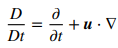 D/Dt = ∂/∂t + u · ∇